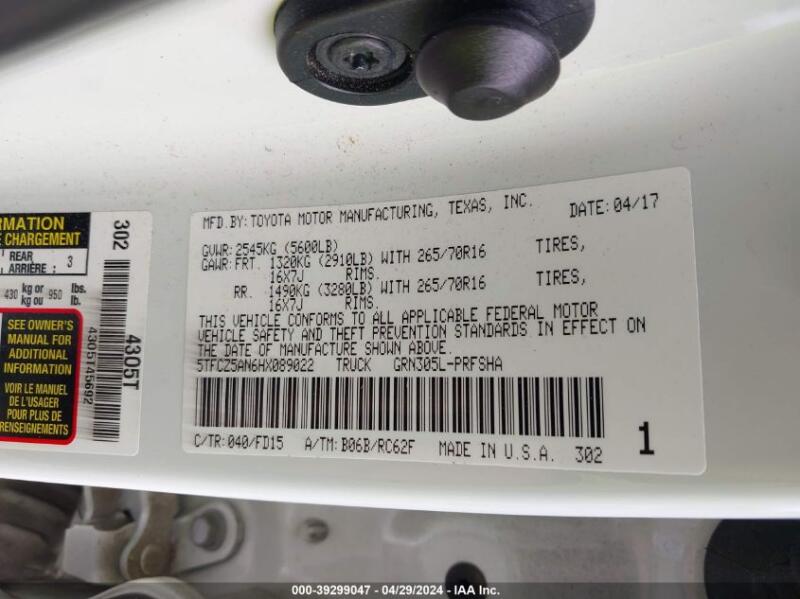 MFD.BY:TOYOTA MOTOR MANUFACTURING, TEXAS, INC. DATE:04/17
GVWR:2545KG (5600LB)
GAWR:FRT. 1320KG (2910LB) WITH 265/70R16 TIRES,
16X7J RIMS.
RR. 1490KG (3280LB) WITH 265/70R16 TIRES,
16X7J RIMS.
THIS VEHICLE CONFORMS TO ALL APPLICABLE FEDERAL MOTOR
VEHICLE SAFETY AND THEFT PREVENTION STANDARDS IN EFFECT ON
THE DATE OF MANUFACTURE SHOWN ABOVE.
5TFCZ5AN6HX089022 TRUCK GRN305L-PRFSHA
C/TR:040/FD15 A/TM:B06B/RC62F MADE IN U.S.A. 302
1
RMATION
E CHARGEMENT
REAR
ARRIÈRE : 3
430 kg or 950 lbs.
kg ou lb.
SEE OWNER'S
MANUAL FOR
ADDITIONAL
INFORMATION
VOIR LE MANUEL
DE L'USAGER
POUR PLUS DE
RENSEIGNEMENTS
302
4305T
4305145692
000-39299047 - 04/29/2024 - IAA Inc.